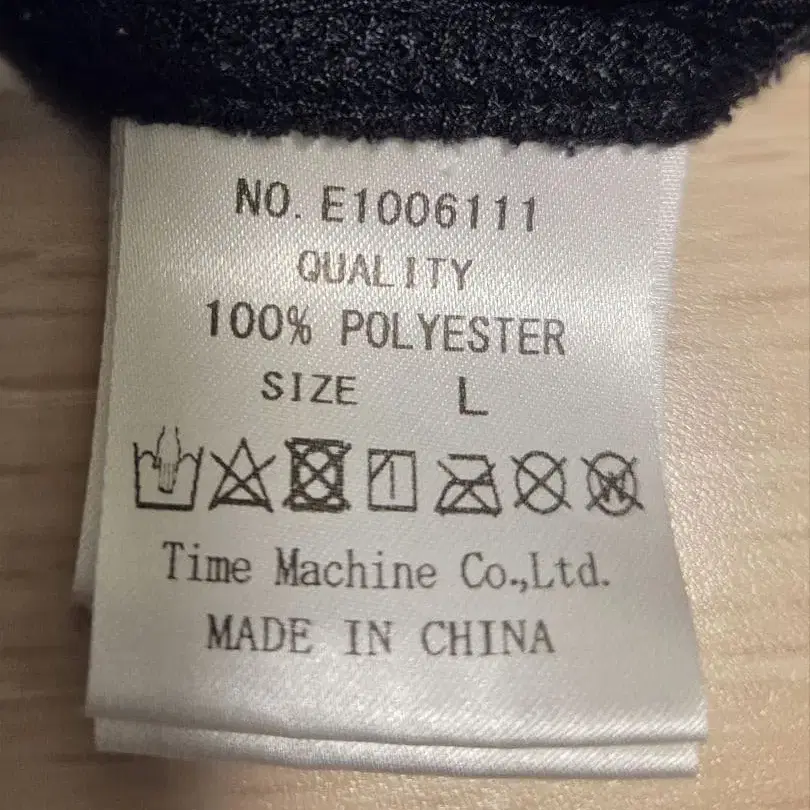 NO. E1006111
QUALITY
100% POLYESTER
SIZE L
Time Machine Co.,Ltd.
MADE IN CHINA